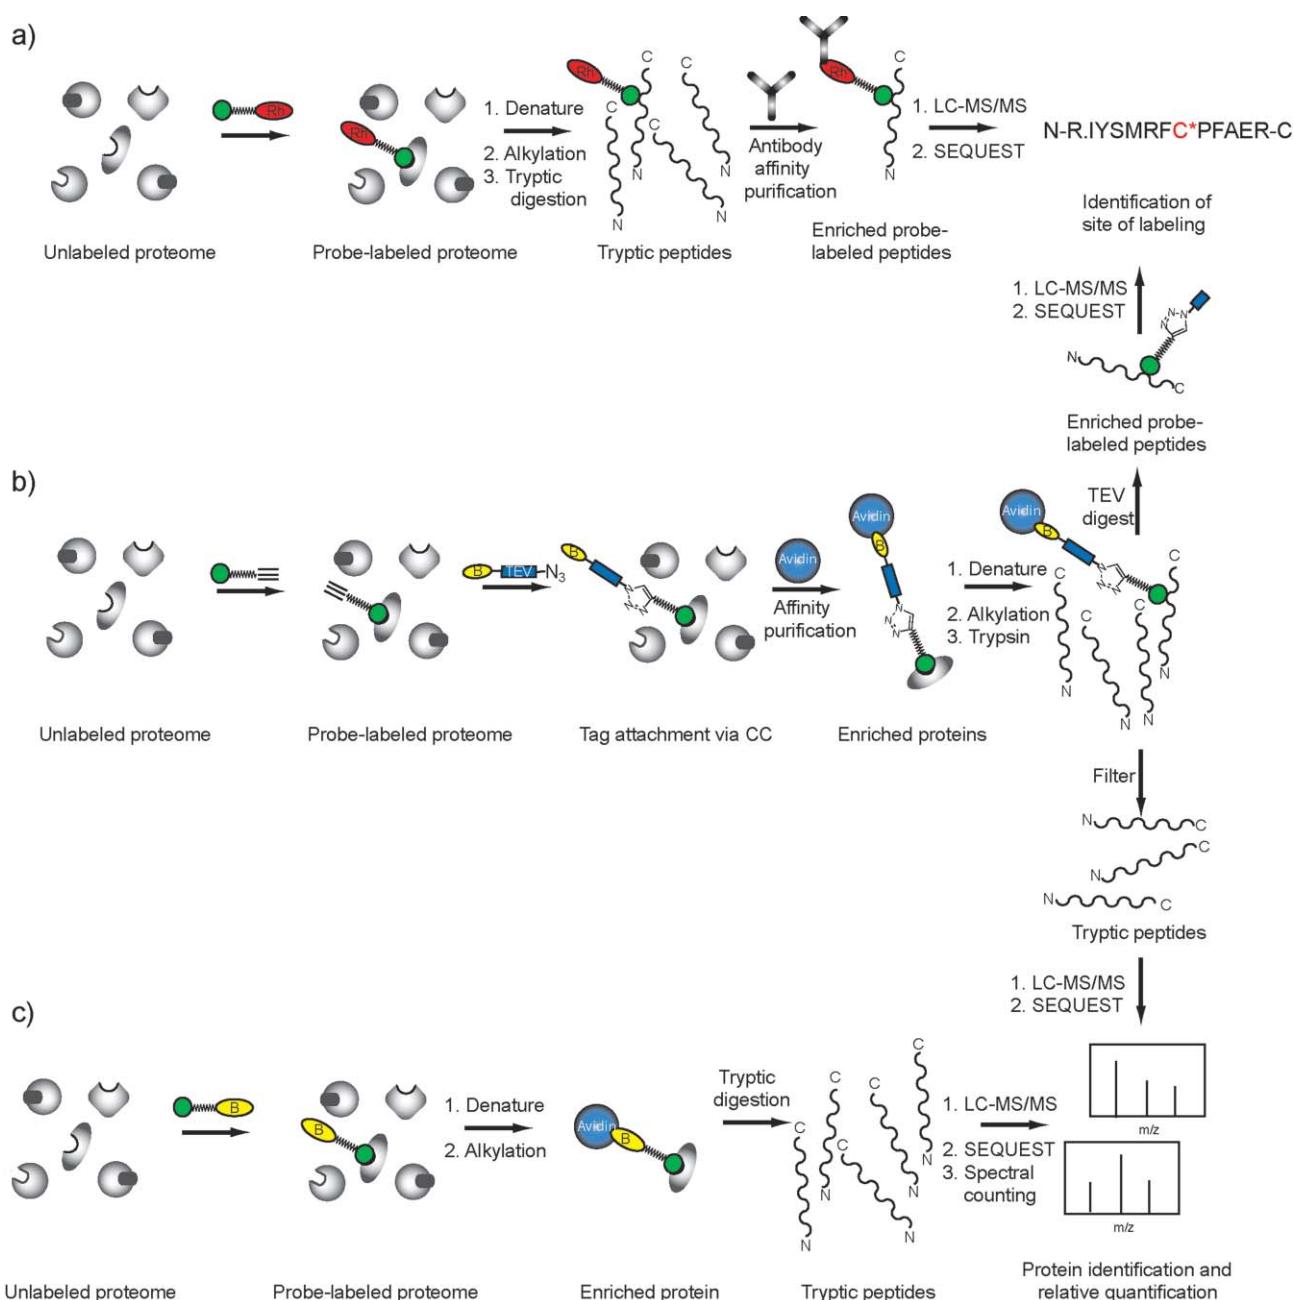 a)
Rh
1. Denature
2. Alkylation
3. Tryptic
digestion
Rh
C
C
C
C
N
N
N
N
Antibody
affinity
purification
Rh
C
N
1. LC-MS/MS
2. SEQUEST
N-R.IYSMRFC*PFAER-C
Identification of
site of labeling
Unlabeled proteome
Probe-labeled proteome
Tryptic peptides
Enriched probe-
labeled peptides
1. LC-MS/MS
2. SEQUEST
N
N
N
N
C
Enriched probe-
labeled peptides
TEV
digest
b)
B
TEV
N3
B
N
N
N
Avidin
Affinity
purification
Avidin
B
N
N
N
1. Denature
2. Alkylation
3. Trypsin
Avidin
B
N
N
N
C
C
C
C
N
N
N
N
Unlabeled proteome
Probe-labeled proteome
Tag attachment via CC
Enriched proteins
Filter
N
C
N
C
N
C
Tryptic peptides
1. LC-MS/MS
2. SEQUEST
c)
B
B
1. Denature
2. Alkylation
Avidin
B
Tryptic
digestion
C
C
C
C
C
N
N
N
N
N
1. LC-MS/MS
2. SEQUEST
3. Spectral
counting
m/z
m/z
Unlabeled proteome
Probe-labeled proteome
Enriched protein
Tryptic peptides
Protein identification and
relative quantification